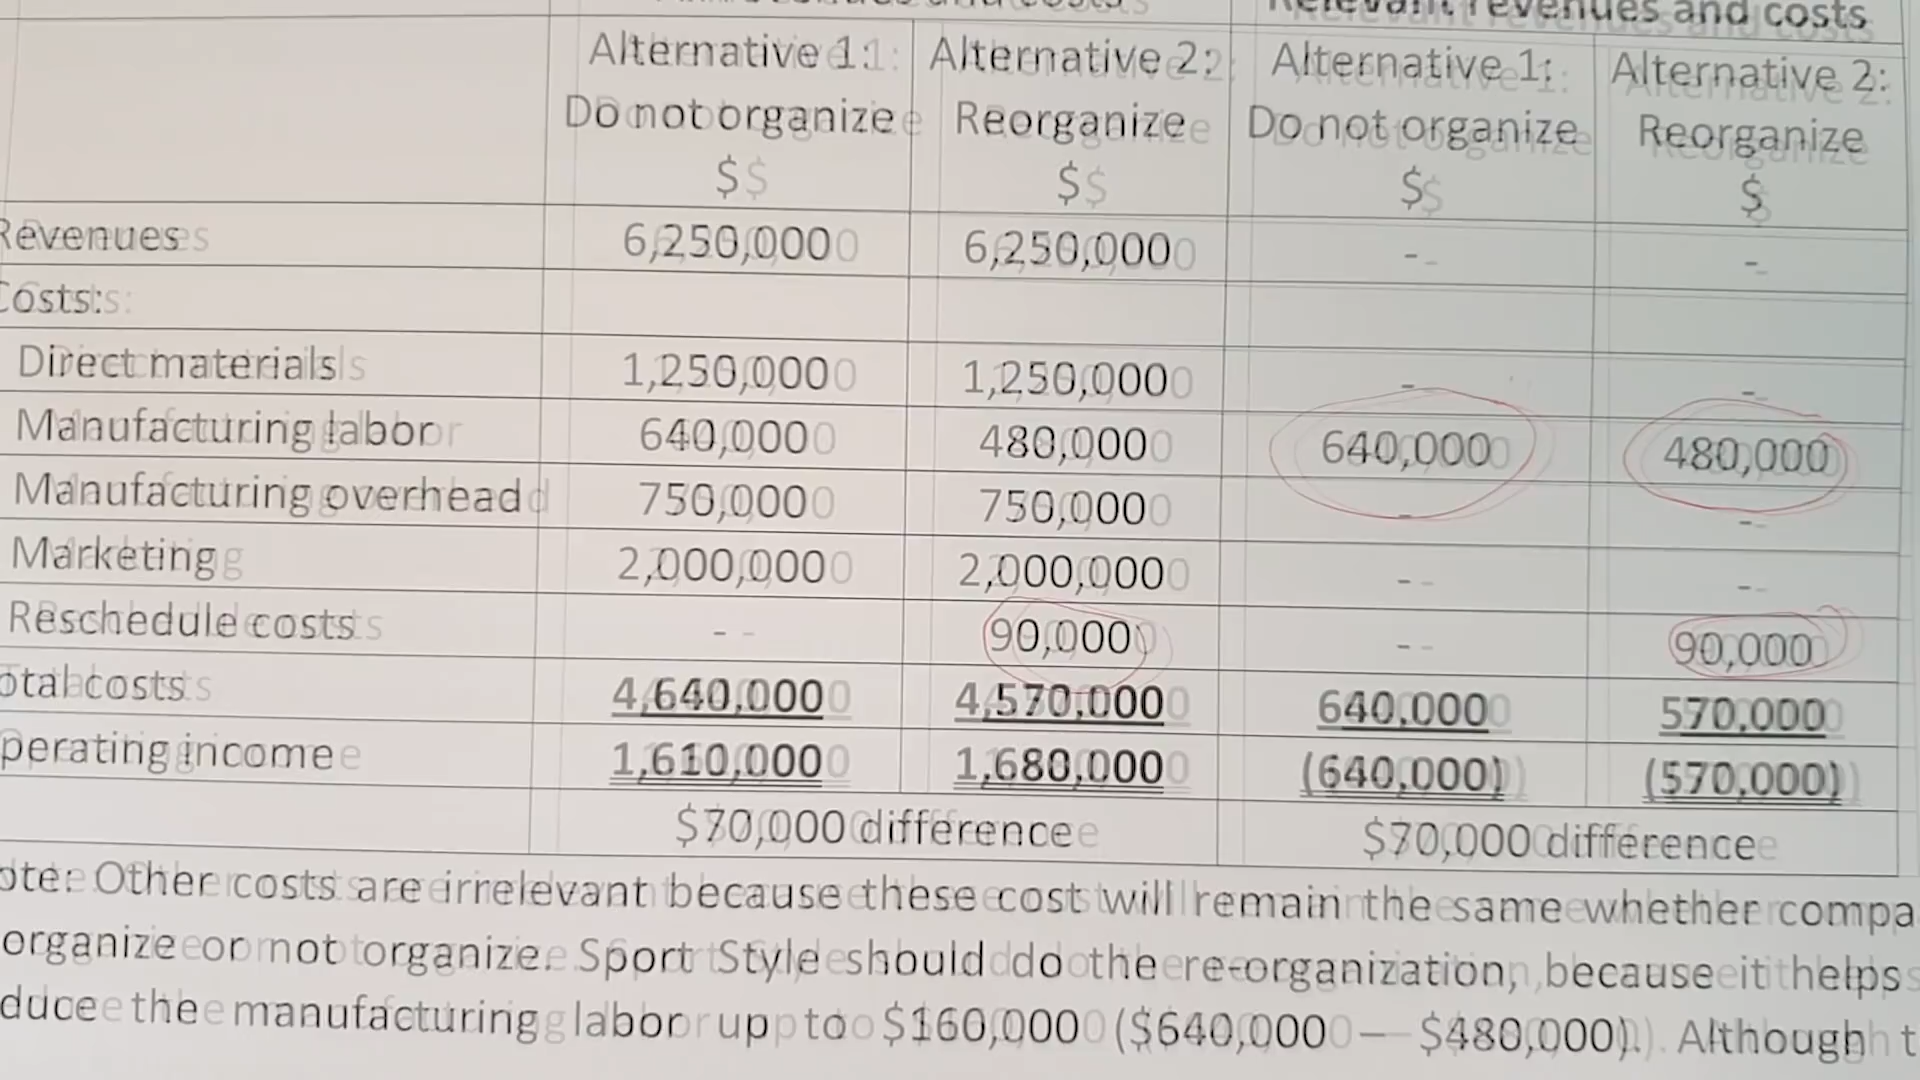 Relevant revenues and costs
Alternative 1: Alternative 2: Alternative 1: Alternative 2:
Do not organize Reorganize Do not organize Reorganize
$ $ $ $
Revenues 6,250,000 6,250,000 - -
Costs:
Direct materials 1,250,000 1,250,000 - -
Manufacturing labor 640,000 480,000 640,000 480,000
Manufacturing overhead 750,000 750,000 - -
Marketing 2,000,000 2,000,000 - -
Reschedule costs - 90,000 - 90,000
otal costs 4,640,000 4,570,000 640,000 570,000
perating income 1,610,000 1,680,000 (640,000) (570,000)
$70,000 difference $70,000 difference
ote: Other costs are irrelevant because these cost will remain the same whether compa
organize or not organize. Sport Style should do the re-organization, because it helps
duce the manufacturing labor up to $160,000 ($640,000 – $480,000). Although t